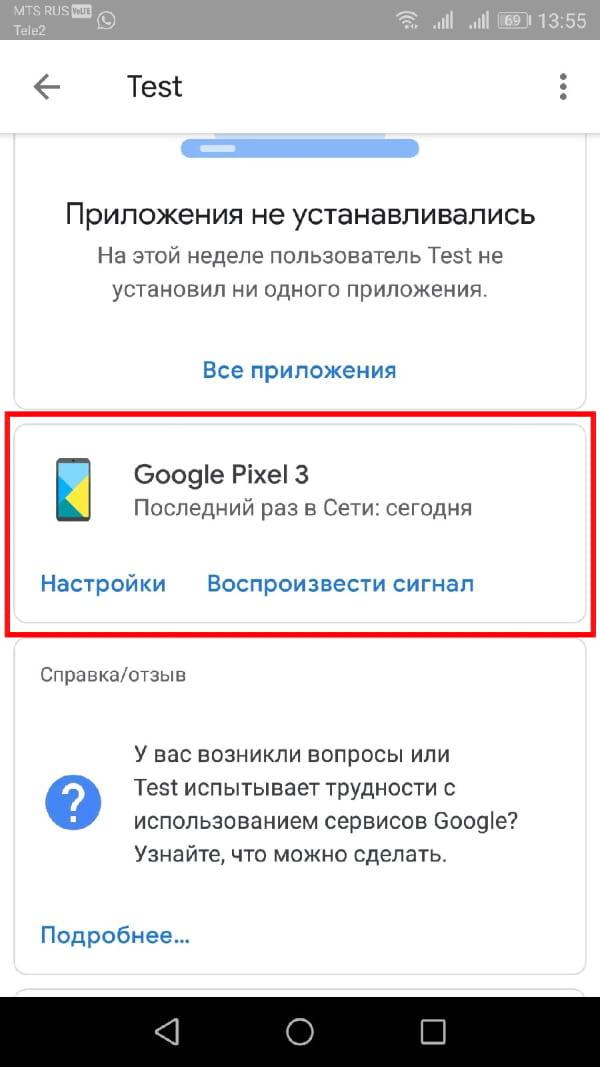 MTS RUS VoLTE
Tele2
69 13:55
Test
Приложения не устанавливались
На этой неделе пользователь Test не
установил ни одного приложения.
Все приложения
Google Pixel 3
Последний раз в Сети: сегодня
Настройки Воспроизвести сигнал
Справка/отзыв
У вас возникли вопросы или
Test испытывает трудности с
использованием сервисов Google?
Узнайте, что можно сделать.
Подробнее...